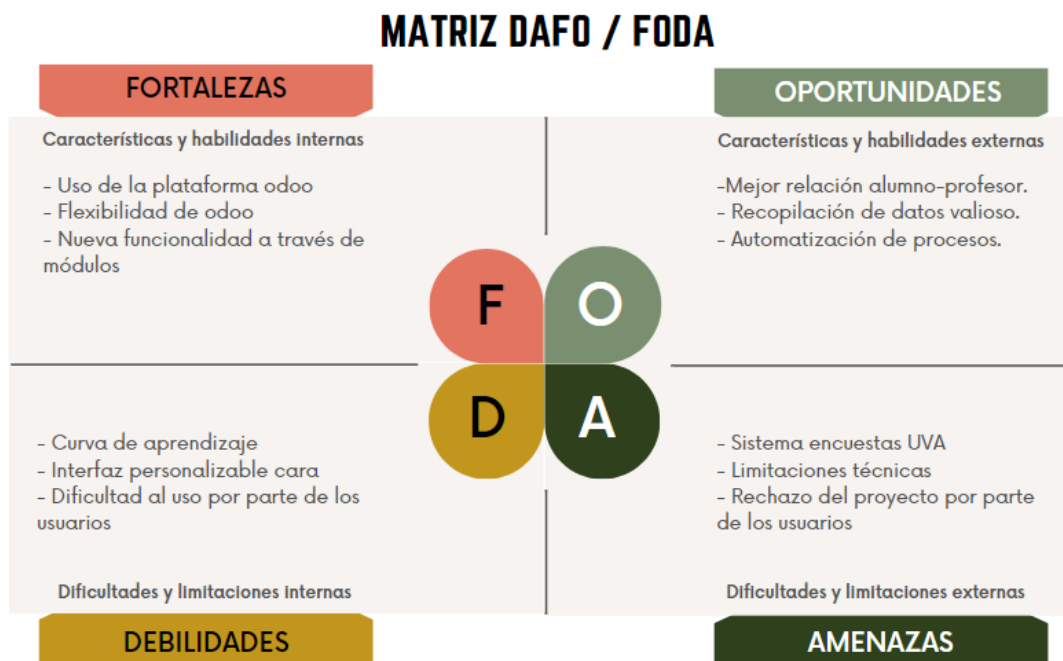 MATRIZ DAFO / FODA
FORTALEZAS
Características y habilidades internas
- Uso de la plataforma odoo
- Flexibilidad de odoo
- Nueva funcionalidad a través de
módulos
OPORTUNIDADES
Características y habilidades externas
-Mejor relación alumno-profesor.
- Recopilación de datos valioso.
- Automatización de procesos.
F
O
D
A
- Curva de aprendizaje
- Interfaz personalizable cara
- Dificultad al uso por parte de los
usuarios
Dificultades y limitaciones internas
DEBILIDADES
- Sistema encuestas UVA
- Limitaciones técnicas
- Rechazo del proyecto por parte
de los usuarios
Dificultades y limitaciones externas
AMENAZAS